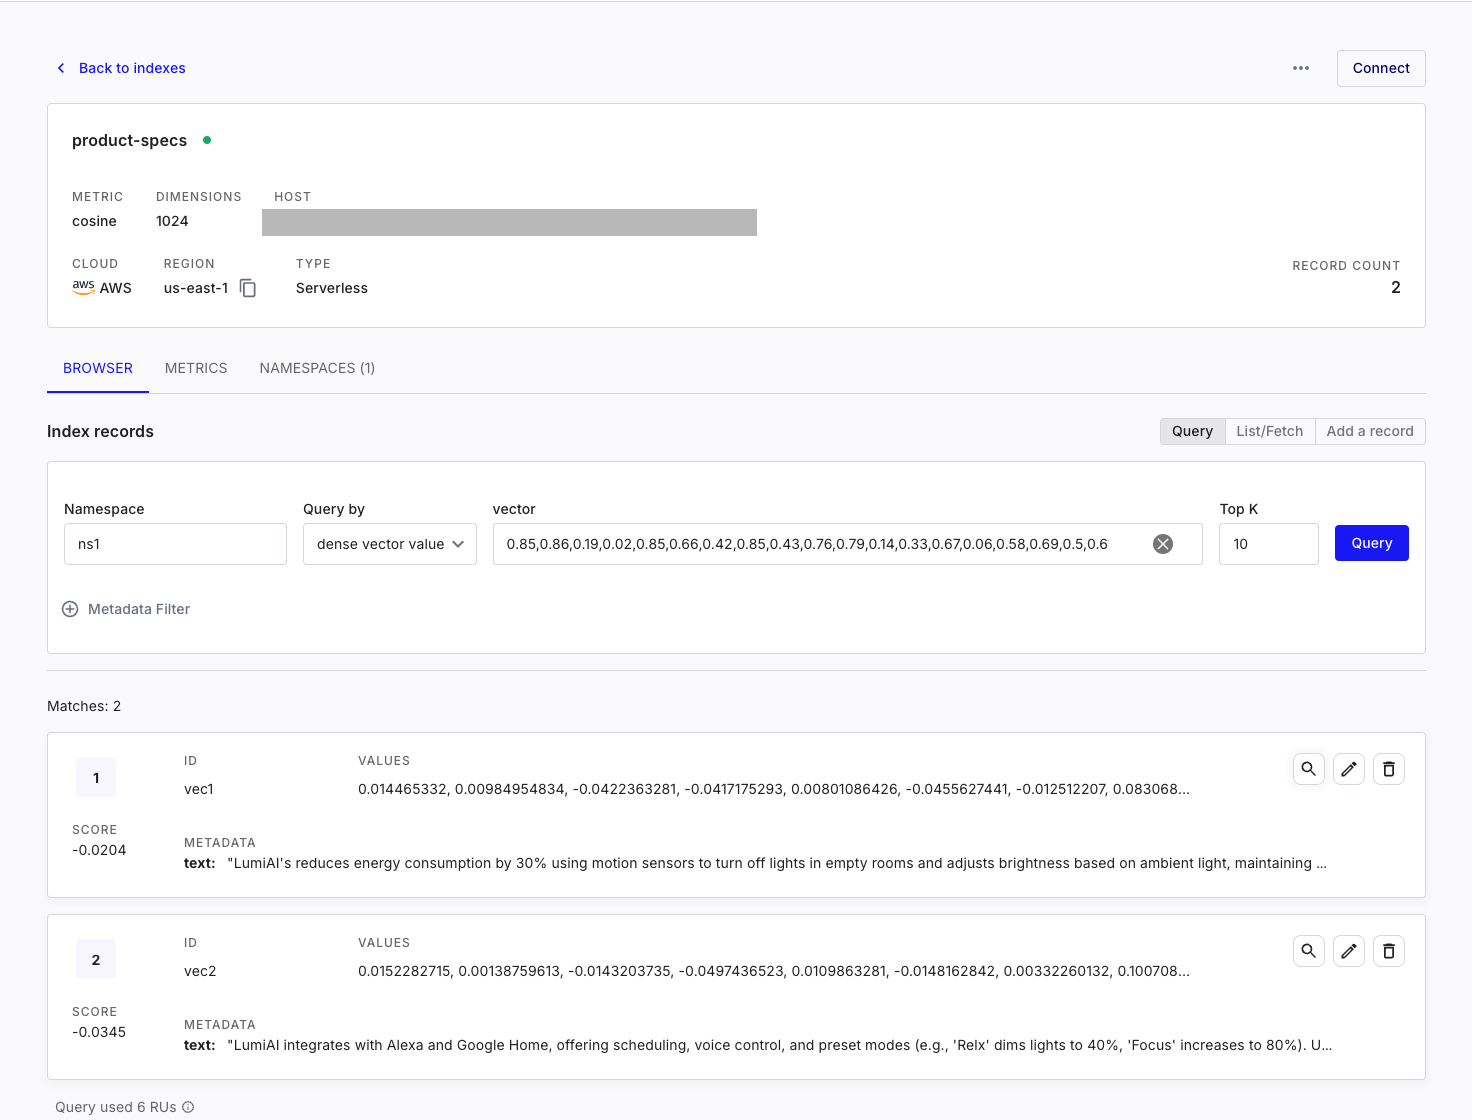 Back to indexes
Connect
product-specs
METRIC DIMENSIONS HOST
cosine 1024
CLOUD REGION TYPE RECORD COUNT
aws AWS us-east-1 Serverless 2
BROWSER METRICS NAMESPACES (1)
Index records Query List/Fetch Add a record
Namespace Query by vector Top K
ns1 dense vector value 0.85,0.86,0.19,0.02,0.85,0.66,0.42,0.85,0.43,0.76,0.79,0.14,0.33,0.67,0.06,0.58,0.69,0.5,0.6 10 Query
Metadata Filter
Matches: 2
ID VALUES
1 vec1 0.014465332, 0.00984954834, -0.0422363281, -0.0417175293, 0.00801086426, -0.0455627441, -0.012512207, 0.083068...
SCORE METADATA
-0.0204 text: "LumiAI's reduces energy consumption by 30% using motion sensors to turn off lights in empty rooms and adjusts brightness based on ambient light, maintaining ...
ID VALUES
2 vec2 0.0152282715, 0.00138759613, -0.0143203735, -0.0497436523, 0.0109863281, -0.0148162842, 0.00332260132, 0.100708...
SCORE METADATA
-0.0345 text: "LumiAI integrates with Alexa and Google Home, offering scheduling, voice control, and preset modes (e.g., 'Relx' dims lights to 40%, 'Focus' increases to 80%). U...
Query used 6 RUs